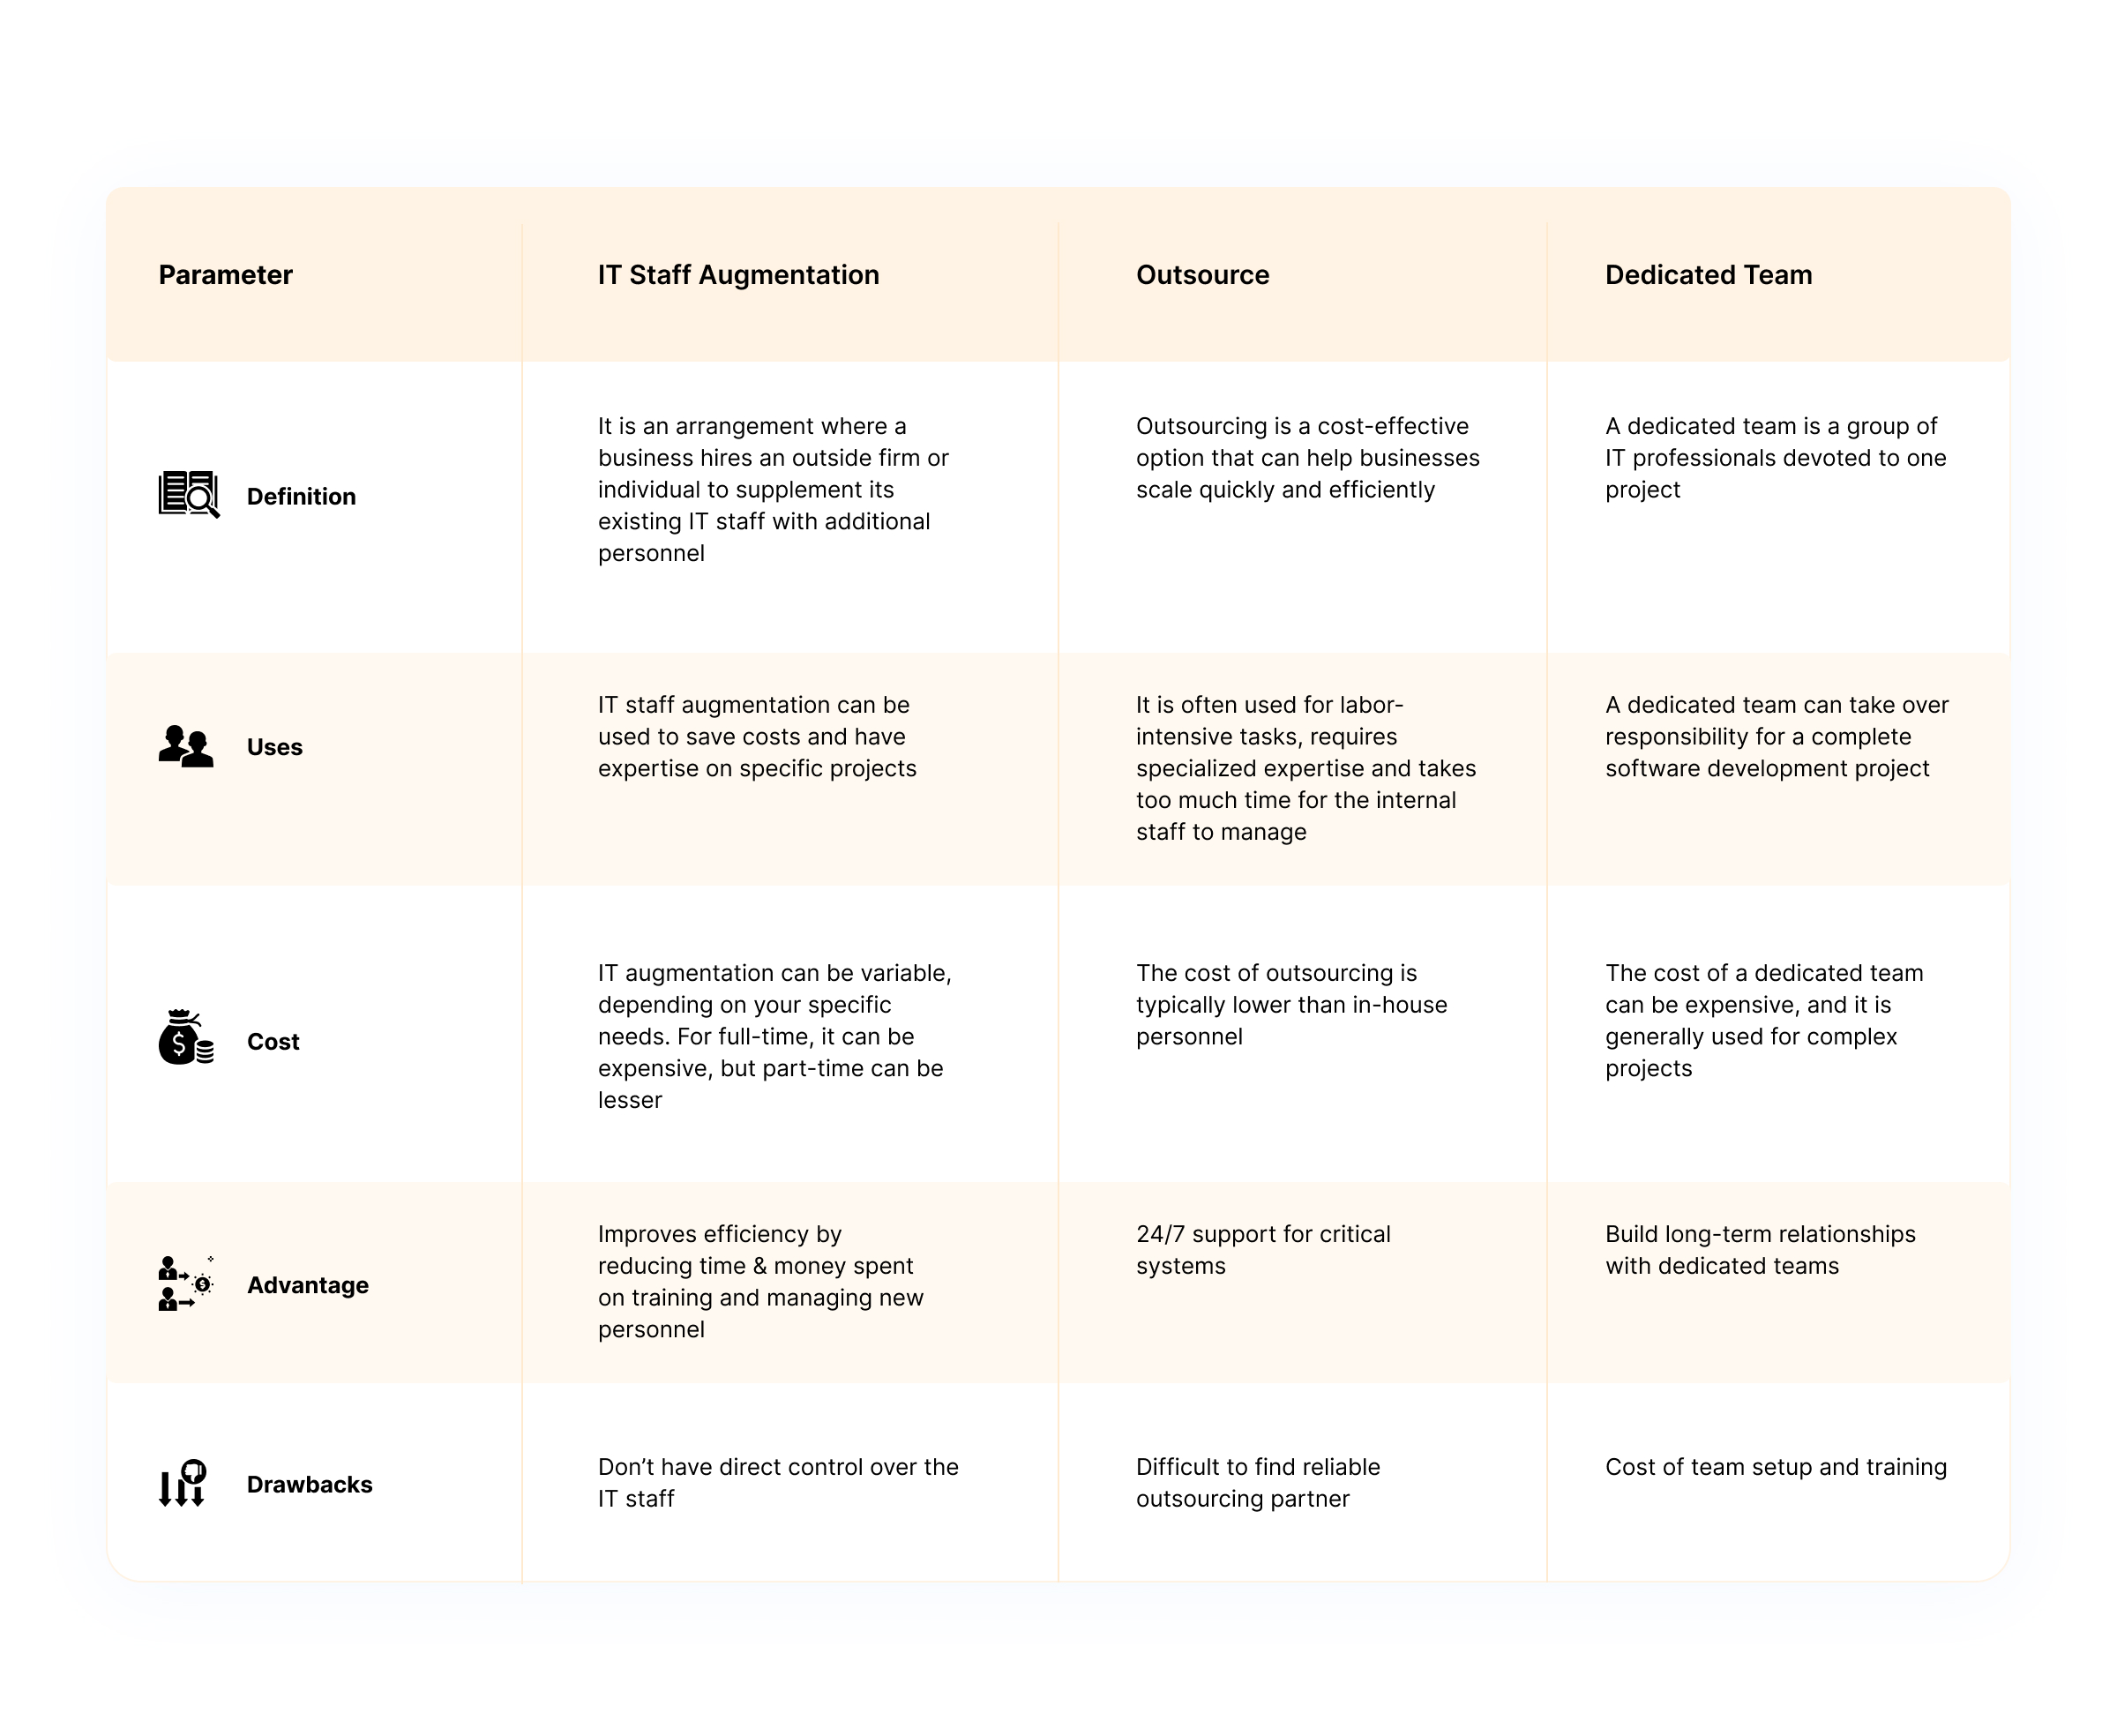 Parameter
IT Staff Augmentation
Outsource
Dedicated Team
Definition
It is an arrangement where a
business hires an outside firm or
individual to supplement its
existing IT staff with additional
personnel
Outsourcing is a cost-effective
option that can help businesses
scale quickly and efficiently
A dedicated team is a group of
IT professionals devoted to one
project
Uses
IT staff augmentation can be
used to save costs and have
expertise on specific projects
It is often used for labor-
intensive tasks, requires
specialized expertise and takes
too much time for the internal
staff to manage
A dedicated team can take over
responsibility for a complete
software development project
Cost
IT augmentation can be variable,
depending on your specific
needs. For full-time, it can be
expensive, but part-time can be
lesser
The cost of outsourcing is
typically lower than in-house
personnel
The cost of a dedicated team
can be expensive, and it is
generally used for complex
projects
Advantage
Improves efficiency by
reducing time & money spent
on training and managing new
personnel
24/7 support for critical
systems
Build long-term relationships
with dedicated teams
Drawbacks
Don’t have direct control over the
IT staff
Difficult to find reliable
outsourcing partner
Cost of team setup and training